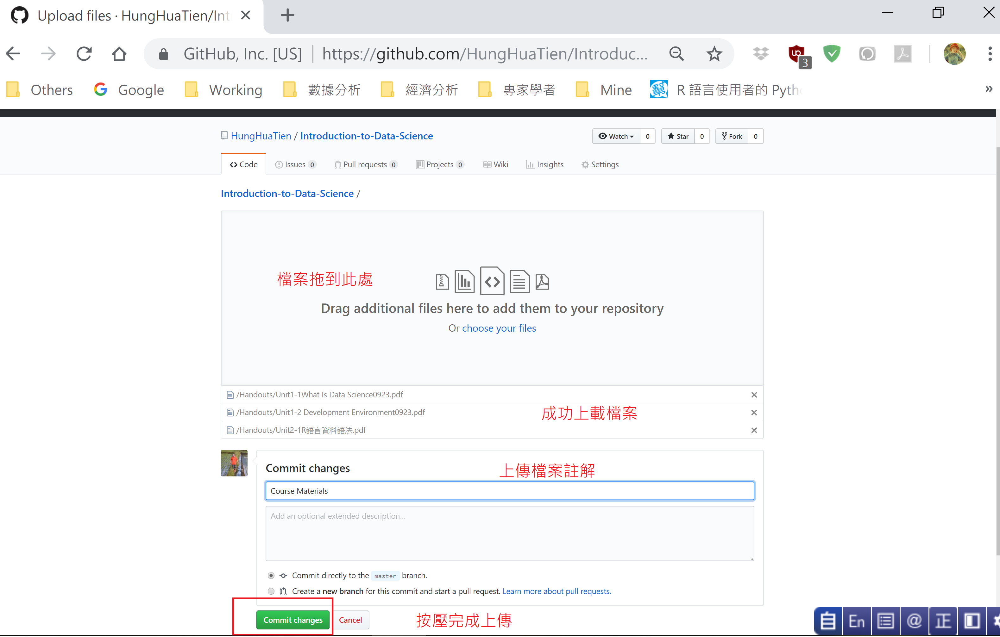 Upload files · HungHuaTien/Int
GitHub, Inc. [US] | https://github.com/HungHuaTien/Introduc...
3
Others Google Working 數據分析 經濟分析 專家學者 Mine R 語言使用者的 Pyth
HungHuaTien / Introduction-to-Data-Science
Watch 0 Star 0 Fork 0
Code Issues 0 Pull requests 0 Projects 0 Wiki Insights Settings
Introduction-to-Data-Science /
檔案拖到此處
Drag additional files here to add them to your repository
Or choose your files
/Handouts/Unit1-1What Is Data Science0923.pdf
/Handouts/Unit1-2 Development Environment0923.pdf
成功上載檔案
/Handouts/Unit2-1R語言資料語法.pdf
Commit changes
上傳檔案註解
Course Materials
Add an optional extended description...
Commit directly to the master branch.
Create a new branch for this commit and start a pull request. Learn more about pull requests.
Commit changes Cancel
按壓完成上傳
En @ 正